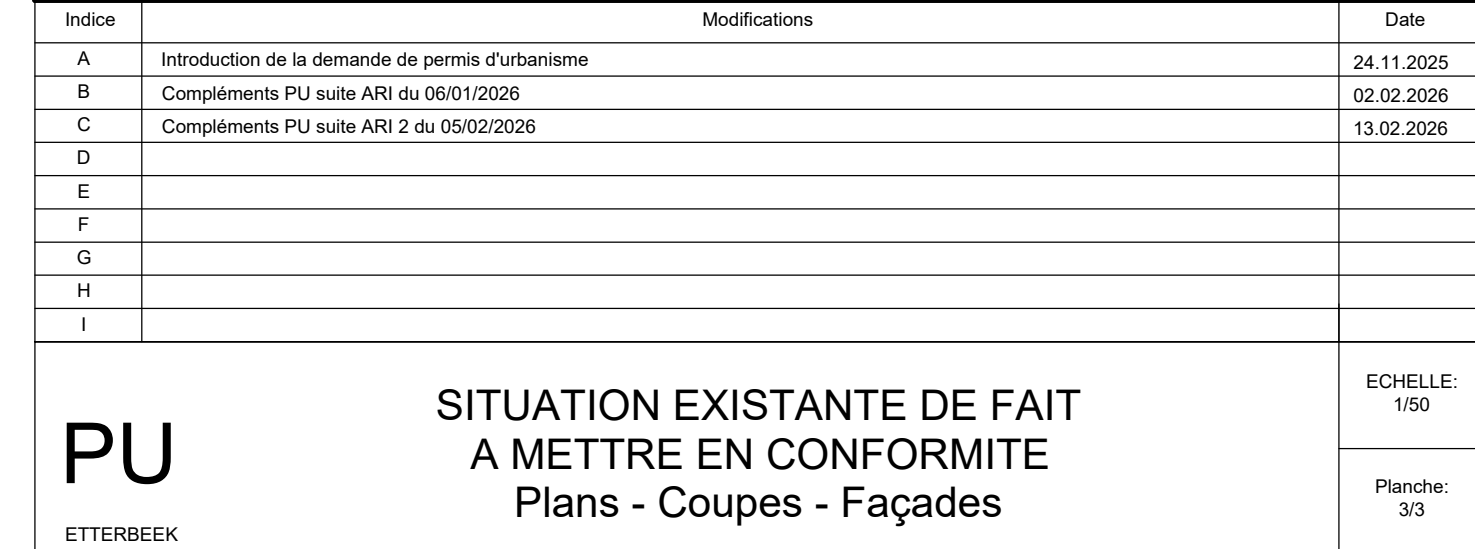 Indice Modifications Date
A Introduction de la demande de permis d'urbanisme 24.11.2025
B Compléments PU suite ARI du 06/01/2026 02.02.2026
C Compléments PU suite ARI 2 du 05/02/2026 13.02.2026
D
E
F
G
H
I
PU
ETTERBEEK
SITUATION EXISTANTE DE FAIT
A METTRE EN CONFORMITE
Plans - Coupes - Façades
ECHELLE:
1/50
Planche:
3/3